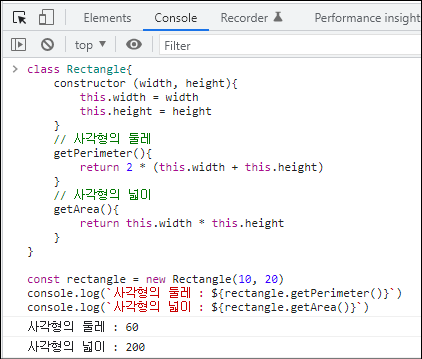 Elements Console Recorder Performance insight
top Filter
class Rectangle{
    constructor (width, height){
        this.width = width
        this.height = height
    }
    // 사각형의 둘레
    getPerimeter(){
        return 2 * (this.width + this.height)
    }
    // 사각형의 넓이
    getArea(){
        return this.width * this.height
    }
}

const rectangle = new Rectangle(10, 20)
console.log(`사각형의 둘레 : ${rectangle.getPerimeter()}`)
console.log(`사각형의 넓이 : ${rectangle.getArea()}`)
사각형의 둘레 : 60
사각형의 넓이 : 200